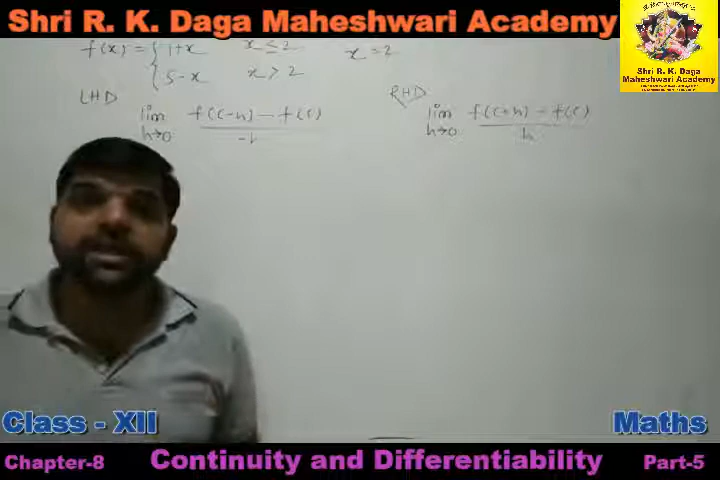 Shri R. K. Daga Maheshwari Academy
Shri R. K. Daga
Maheshwari Academy
f(x) = { 1+x x ≤ 2 x = 2
5-x x > 2
LHD RHD
lim h→0 f(c-h) - f(c) / -h lim h→0 f(c+h) - f(c) / h
Class - XII Maths
Chapter-8 Continuity and Differentiability Part-5